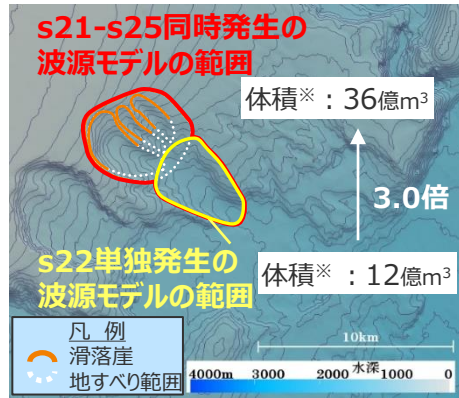 s21-s25同時発生の
波源モデルの範囲
体積※：36億m³
3.0倍
s22単独発生の
波源モデルの範囲
体積※：12億m³
凡 例
滑落崖
地すべり範囲
10km
4000m 3000 2000 水深 1000 0